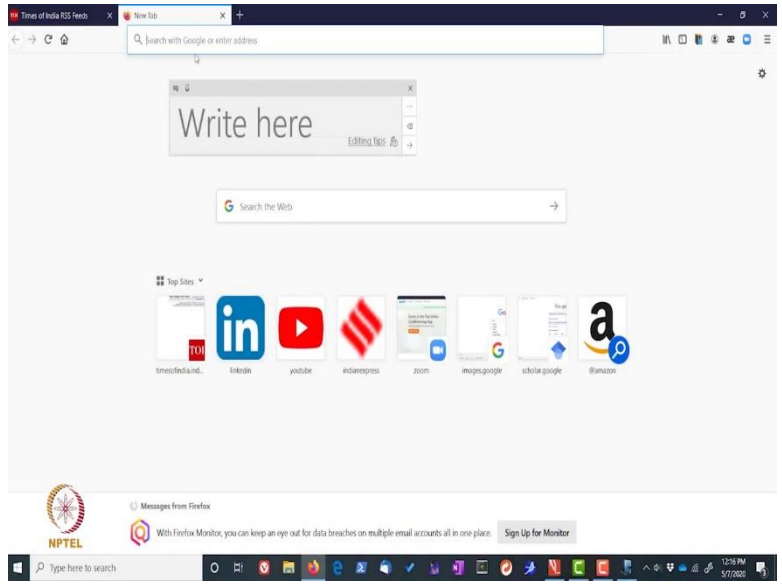 Times of India RSS Feeds
New Tab
Search with Google or enter address
Write here
Editing tips
Search the Web
Top Sites
TOI
in
Go
a
timesofindia.ind...
linkedin
youtube
indianexpress
zoom
images.google
scholar.google
@amazon
Messages from Firefox
With Firefox Monitor, you can keep an eye out for data breaches on multiple email accounts all in one place.
Sign Up for Monitor
NPTEL
Type here to search
12:16 PM
5/7/2020